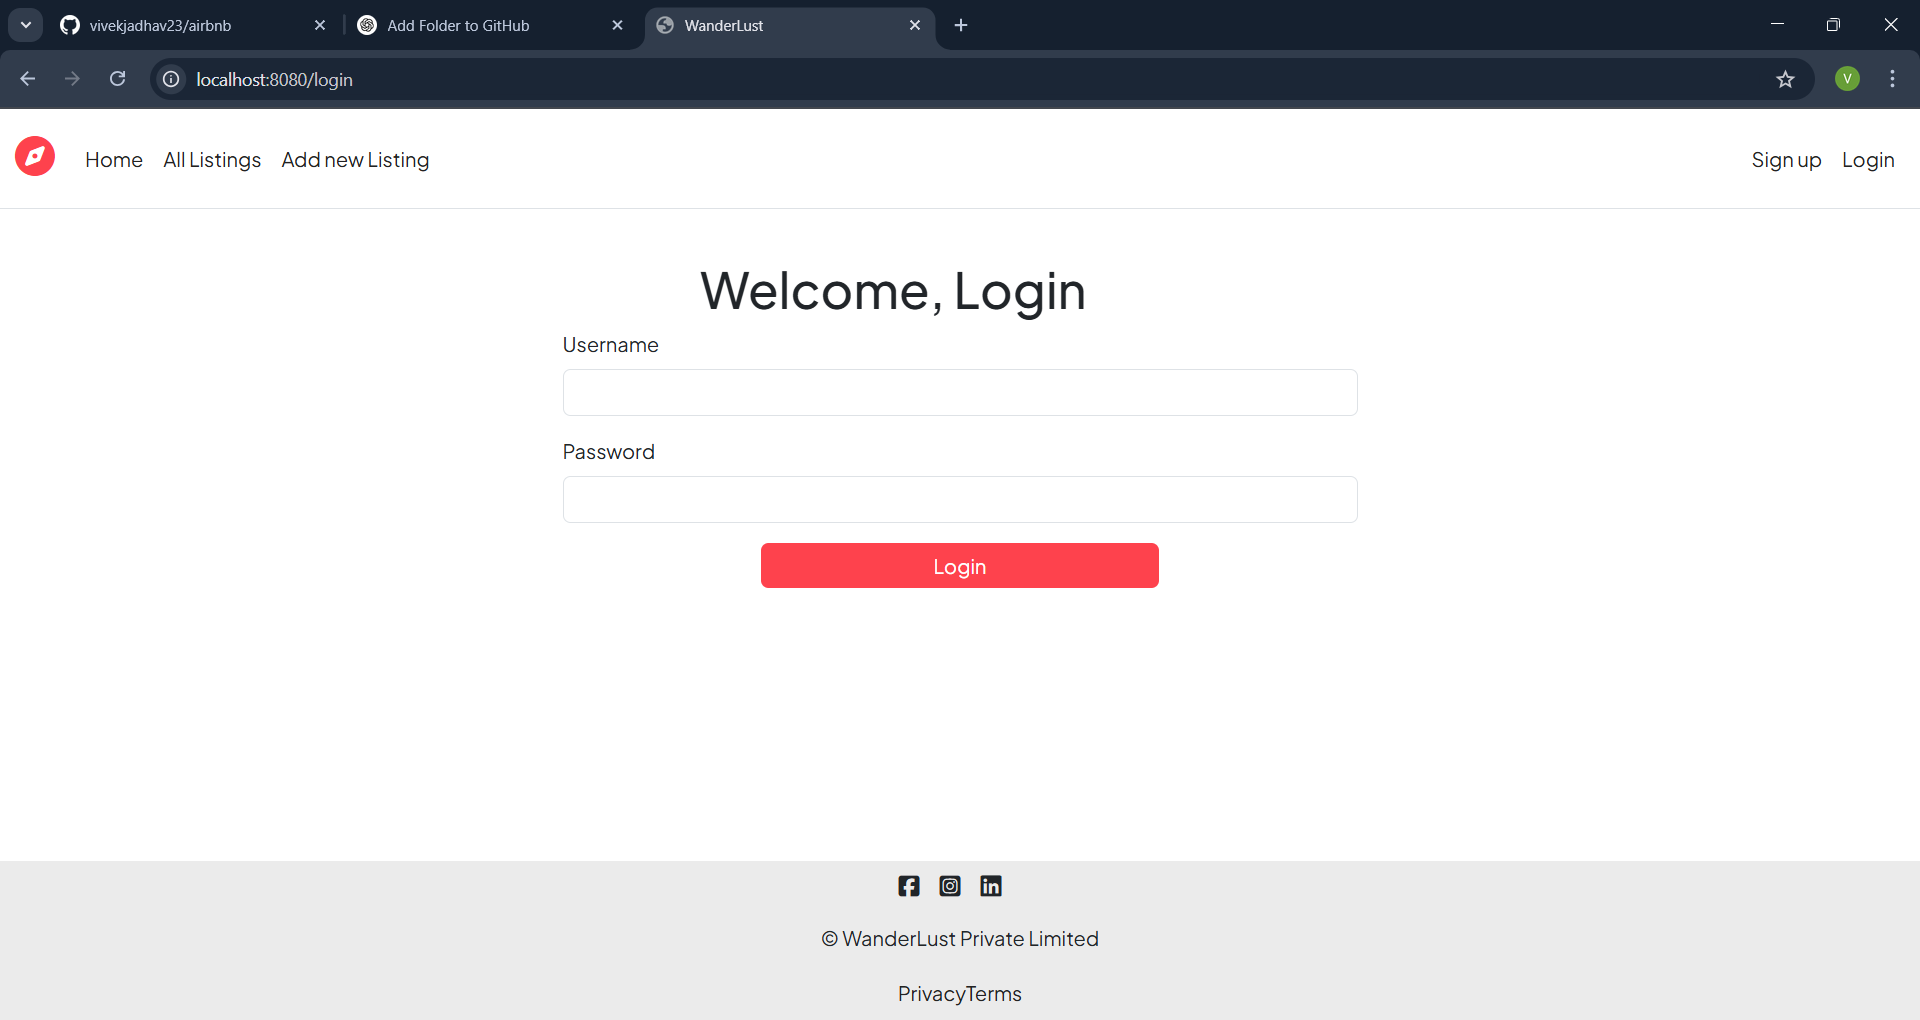 vivekjadhav23/airbnb
Add Folder to GitHub
WanderLust
localhost:8080/login
V
Home All Listings Add new Listing
Sign up Login
Welcome, Login
Username
Password
Login
© WanderLust Private Limited
PrivacyTerms